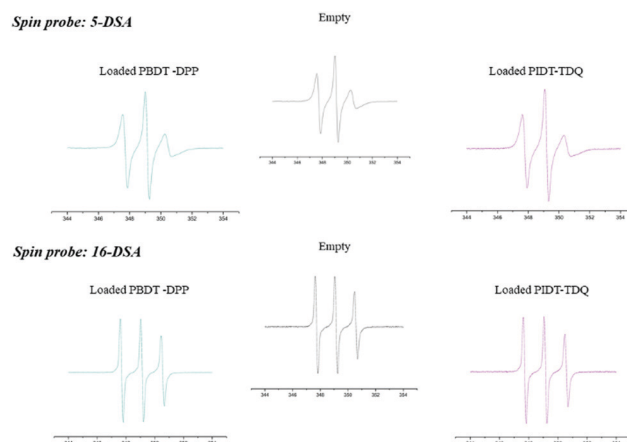 Spin probe: 5-DSA
Empty
Loaded PBDT -DPP
Loaded PIDT-TDQ
344 346 348 350 352 354
344 346 348 350 352 354
344 346 348 350 352 354
Spin probe: 16-DSA
Empty
Loaded PBDT -DPP
Loaded PIDT-TDQ
344 346 348 350 352 354